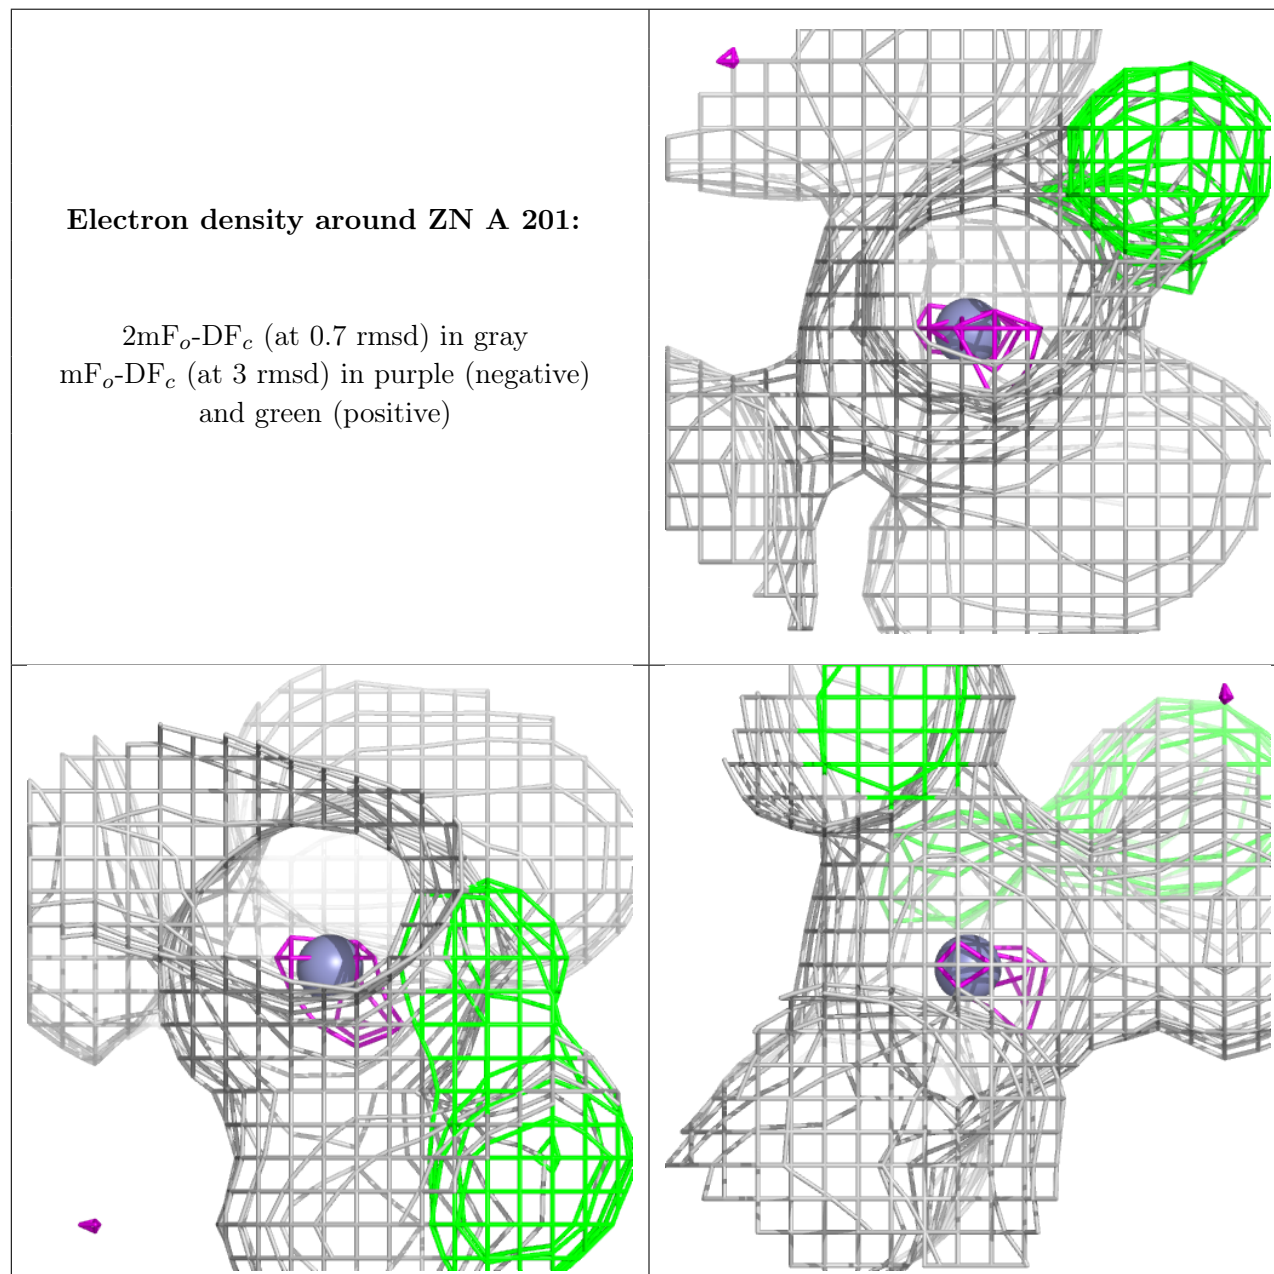 Electron density around ZN A 201:
2mFo-DFc (at 0.7 rmsd) in gray
mFo-DFc (at 3 rmsd) in purple (negative)
and green (positive)